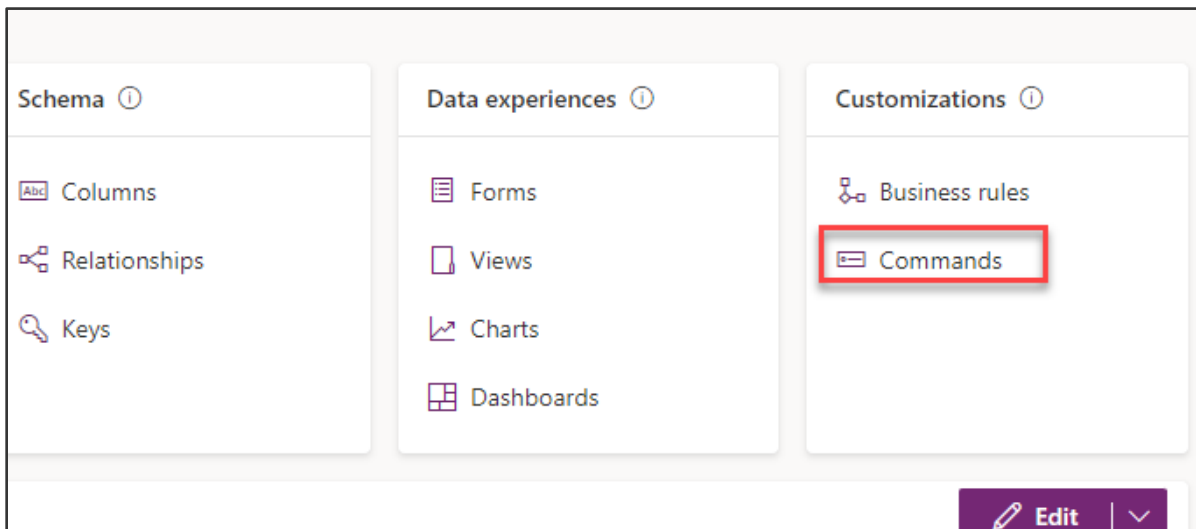 Schema
Columns
Relationships
Keys
Data experiences
Forms
Views
Charts
Dashboards
Customizations
Business rules
Commands
Edit